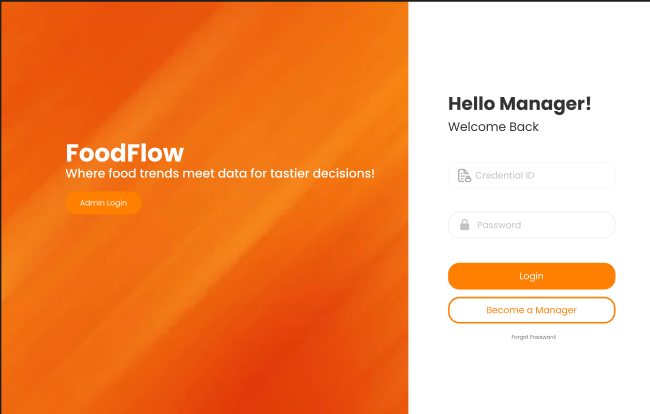 FoodFlow
Where food trends meet data for tastier decisions!
Admin Login
Hello Manager!
Welcome Back
Credential ID
Password
Login
Become a Manager
Forgot Password